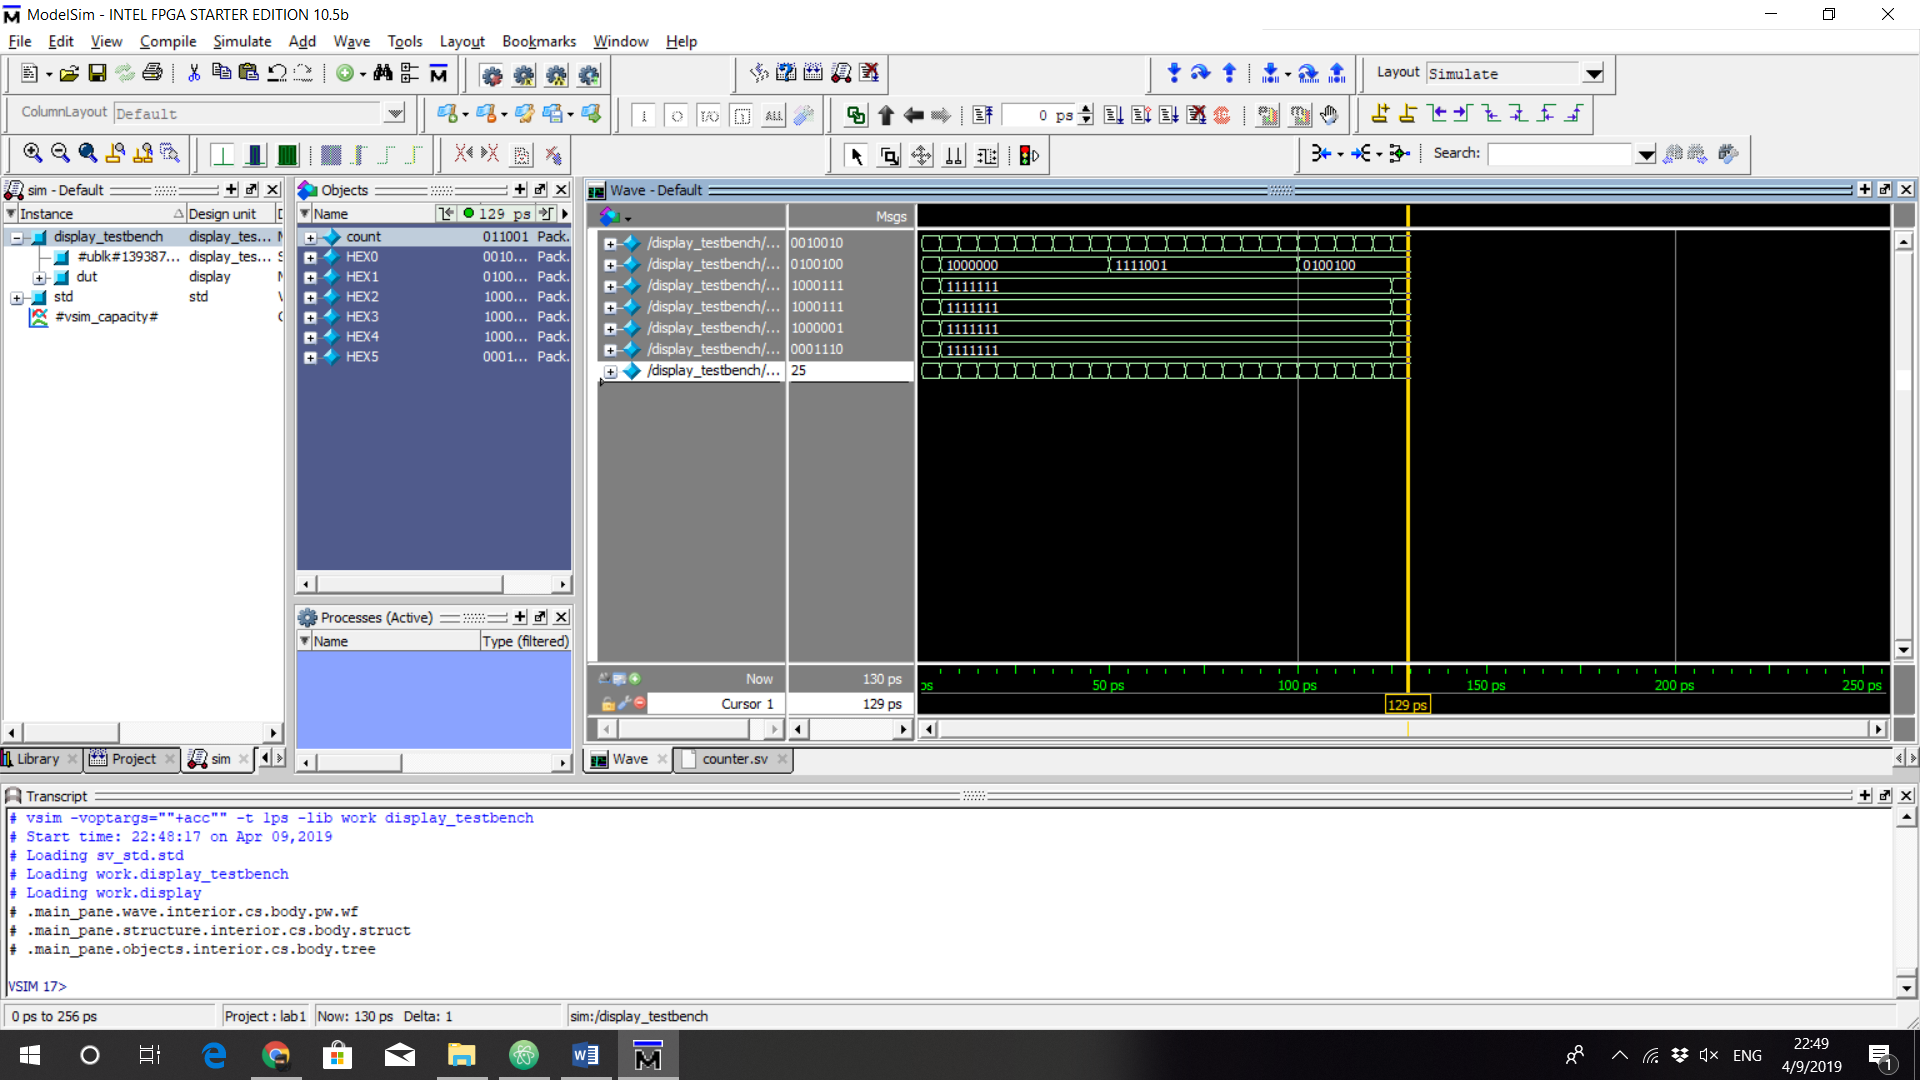 ModelSim - INTEL FPGA STARTER EDITION 10.5b
File Edit View Compile Simulate Add Wave Tools Layout Bookmarks Window Help
Layout Simulate
ColumnLayout Default
0 ps
Search:
sim - Default
Instance Design unit
display_testbench display_tes...
#ublk#139387... display_tes...
dut display
std std
#vsim_capacity#
Objects
Name 129 ps
count 011001 Pack.
HEX0 0010... Pack.
HEX1 0100... Pack.
HEX2 1000... Pack.
HEX3 1000... Pack.
HEX4 1000... Pack.
HEX5 0001... Pack.
Processes (Active)
Name Type (filtered)
Wave - Default
Msgs
/display_testbench/... 0010010
/display_testbench/... 0100100 1000000 1111001 0100100
/display_testbench/... 1000111 1111111
/display_testbench/... 1000111 1111111
/display_testbench/... 1000001 1111111
/display_testbench/... 0001110 1111111
/display_testbench/... 25
Now 130 ps ps 50 ps 100 ps 150 ps 200 ps 250 ps
Cursor 1 129 ps 129 ps
Library Project sim
Wave counter.sv
Transcript
# vsim -voptargs=""+acc"" -t 1ps -lib work display_testbench
# Start time: 22:48:17 on Apr 09,2019
# Loading sv_std.std
# Loading work.display_testbench
# Loading work.display
# .main_pane.wave.interior.cs.body.pw.wf
# .main_pane.structure.interior.cs.body.struct
# .main_pane.objects.interior.cs.body.tree
VSIM 17>
0 ps to 256 ps Project : lab1 Now: 130 ps Delta: 1 sim:/display_testbench
ENG
22:49
4/9/2019
1